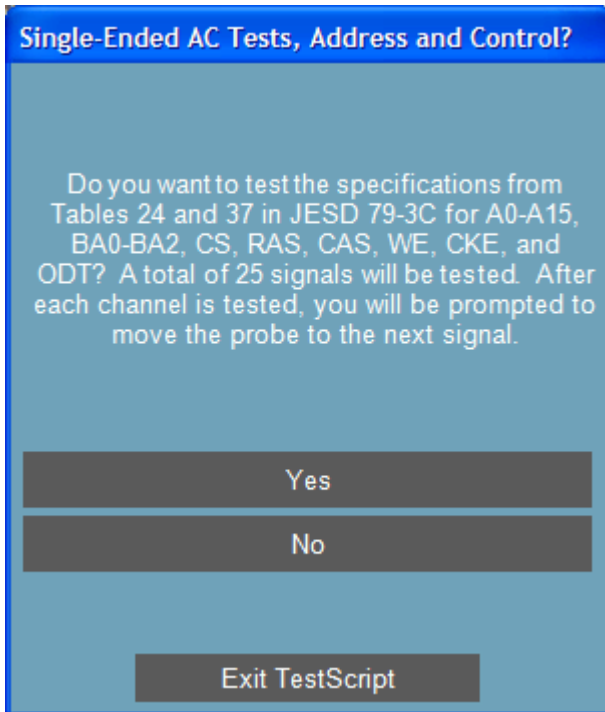 Single-Ended AC Tests, Address and Control?
Do you want to test the specifications from
Tables 24 and 37 in JESD 79-3C for A0-A15,
BA0-BA2, CS, RAS, CAS, WE, CKE, and
ODT? A total of 25 signals will be tested. After
each channel is tested, you will be prompted to
move the probe to the next signal.
Yes
No
Exit TestScript